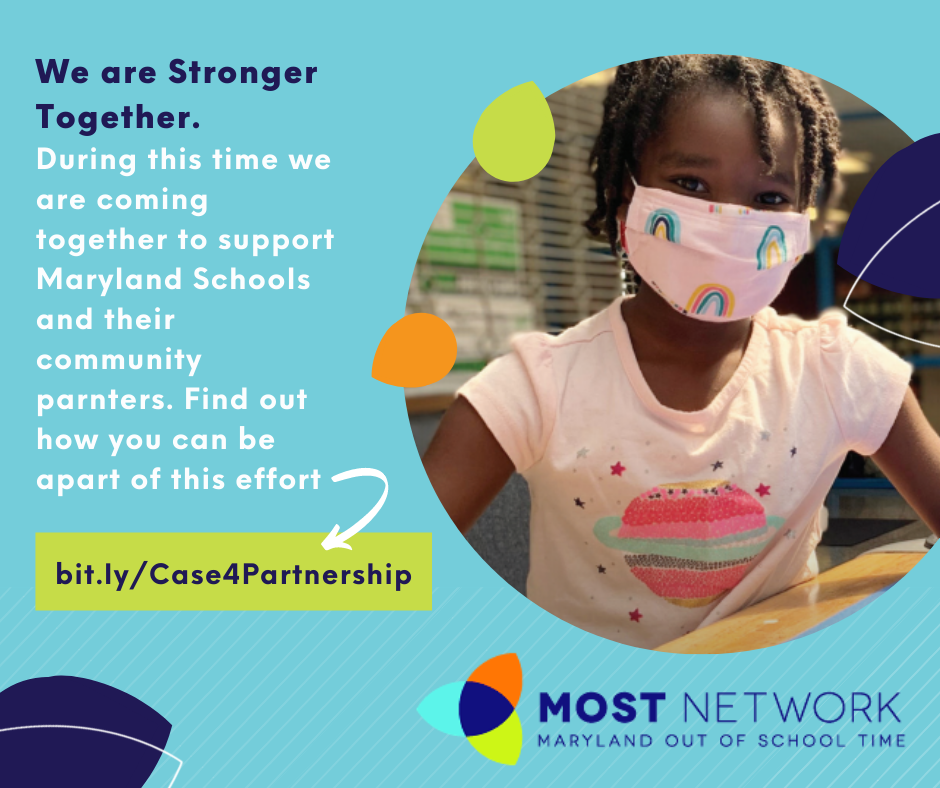 We are Stronger
Together.
During this time we
are coming
together to support
Maryland Schools
and their
community
parnters. Find out
how you can be
apart of this effort
bit.ly/Case4Partnership
MOST NETWORK
MARYLAND OUT OF SCHOOL TIME